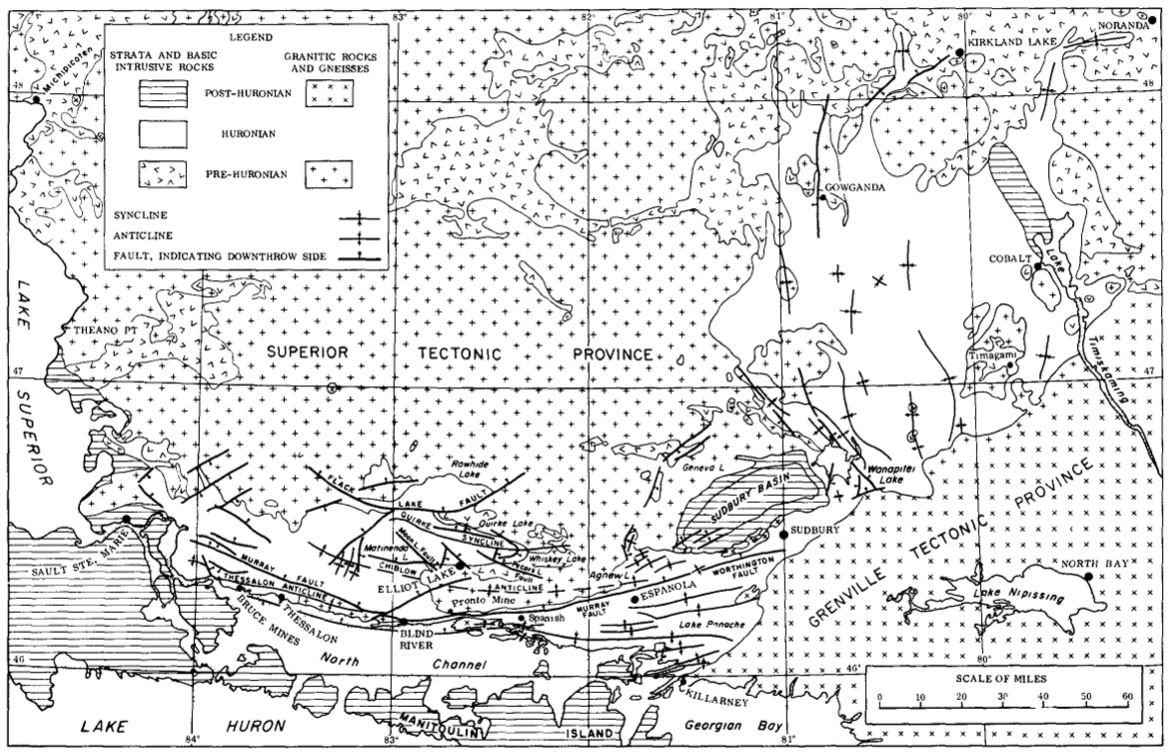 83°
82°
80°
LEGEND
STRATA AND BASIC
INTRUSIVE ROCKS
GRANITIC ROCKS
AND GNEISSES
POST-HURONIAN
HURONIAN
PRE-HURONIAN
SYNCLINE
ANTICLINE
FAULT, INDICATING DOWNTHROW SIDE
Michipicoten
48
NORANDA
KIRKLAND LAKE
48
GOWGANDA
COBALT
Lake
Timiskaming
LAKE
SUPERIOR
THEANO PT
SUPERIOR
TECTONIC
PROVINCE
Timagami
47
47
Rawhide
Lake
FLACK
LAKE
FAULT
QUIRKE
SYNCLINE
Quirke Lake
Geneva L
Wanapitei
Lake
SUDBURY BASIN
SUDBURY
GRENVILLE
TECTONIC
PROVINCE
SAULT STE. MARIE
MURRAY
FAULT
THESSALON ANTICLINE
Matinenda
L
Moon L. Fault
CHIBLOW
ANTICLINE
ELLIOT LAKE
Whiskey Lake
Pecors L
Fault
Agnew L
WORTHINGTON
FAULT
NORTH BAY
Lake Nipissing
Pronto Mine
Spanish
MURRAY
FAULT
ESPANOLA
Lake Panache
THESSALON
BRUCE MINES
BLIND
RIVER
North
Channel
46
46°
80°
KILLARNEY
SCALE OF MILES
0 10 20 30 40 50 60
LAKE
HURON
MANITOULIN
ISLAND
Georgian Bay
84°
83°
82°
81°